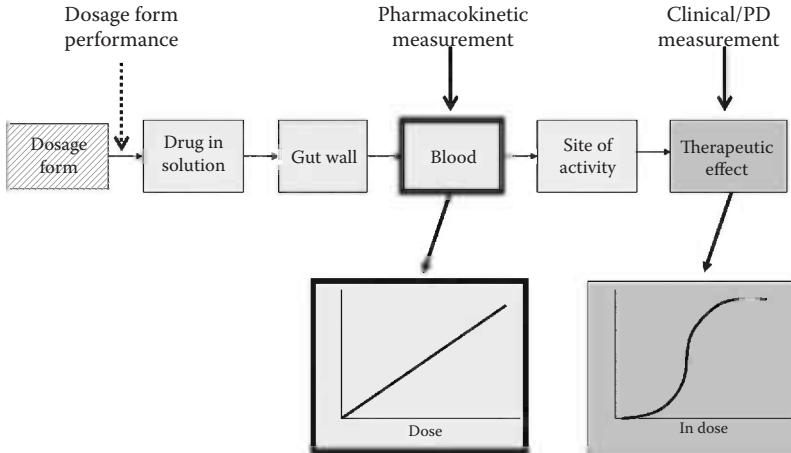 Dosage form
performance
Pharmacokinetic
measurement
Clinical/PD
measurement
Dosage
form
Drug in
solution
Gut wall
Blood
Site of
activity
Therapeutic
effect
Dose
In dose